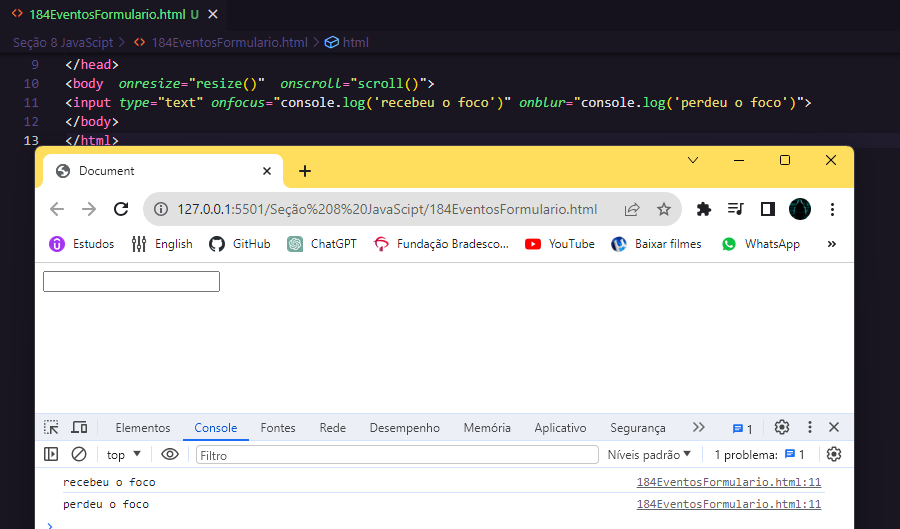 184EventosFormulario.html U
Seção 8 JavaScipt > 184EventosFormulario.html > html
9 </head>
10 <body  onresize="resize()"  onscroll="scroll()">
11 <input type="text" onfocus="console.log('recebeu o foco')" onblur="console.log('perdeu o foco')">
12 </body>
13 </html>
Document
127.0.0.1:5501/Seção%208%20JavaScipt/184EventosFormulario.html
Estudos English GitHub ChatGPT Fundação Bradesco... YouTube Baixar filmes WhatsApp »
Elementos Console Fontes Rede Desempenho Memória Aplicativo Segurança 1
top Filtro Níveis padrão 1 problema: 1
recebeu o foco 184EventosFormulario.html:11
perdeu o foco 184EventosFormulario.html:11